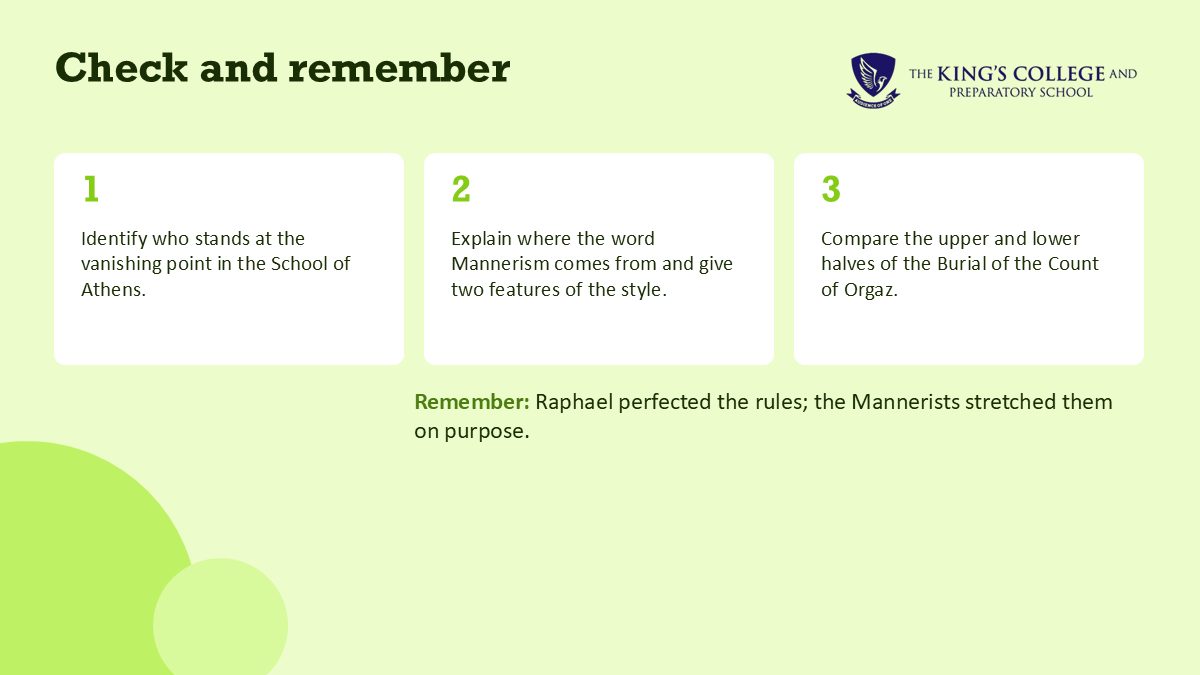 Check and remember
THE KING'S COLLEGE AND
PREPARATORY SCHOOL
AUDIENCE OF ONE
1
Identify who stands at the
vanishing point in the School of
Athens.
2
Explain where the word
Mannerism comes from and give
two features of the style.
3
Compare the upper and lower
halves of the Burial of the Count
of Orgaz.
Remember: Raphael perfected the rules; the Mannerists stretched them
on purpose.